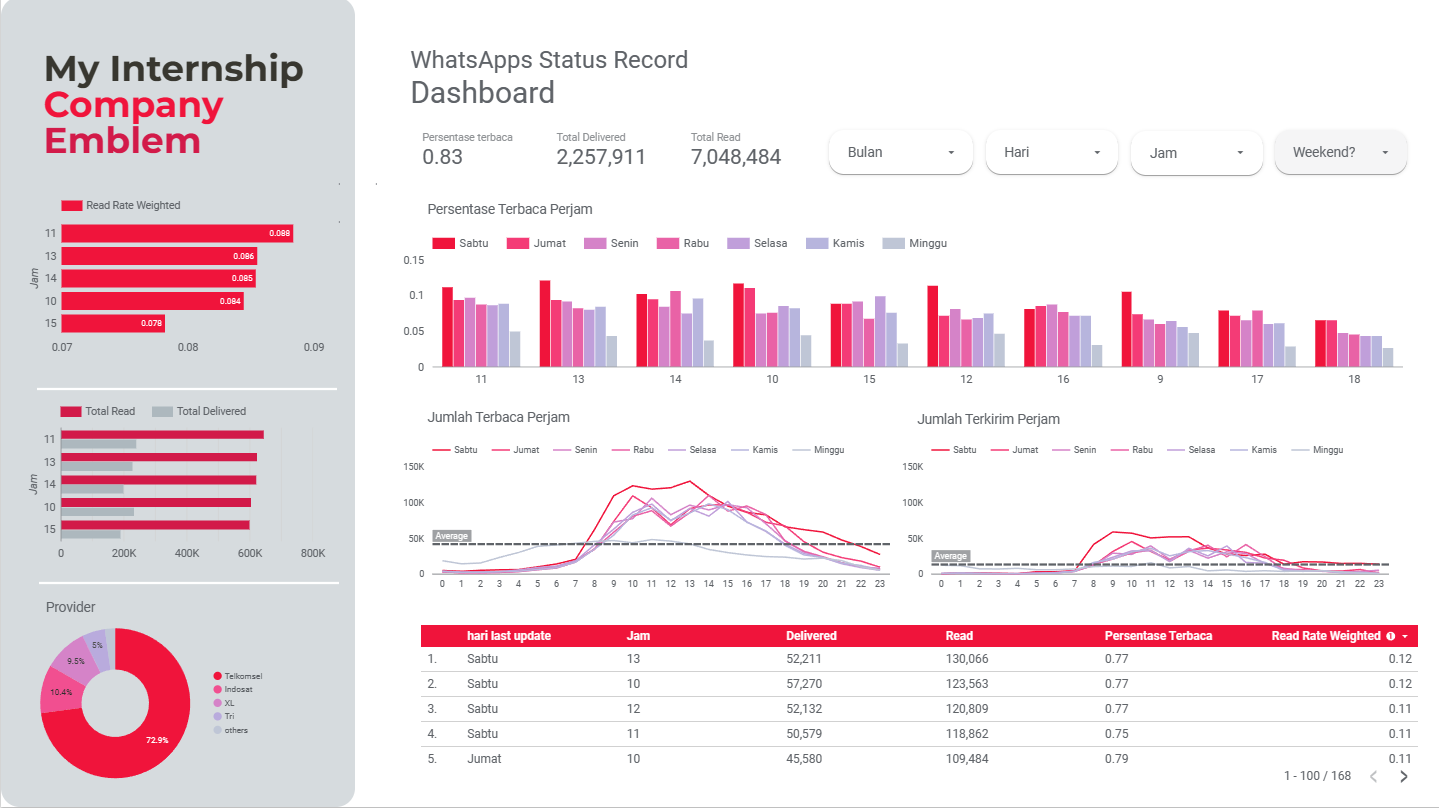 My Internship
Company
Emblem
Read Rate Weighted
Jam
11
0.088
13
0.086
14
0.085
10
0.084
15
0.078
0.07 0.08 0.09
Total Read Total Delivered
Jam
11
13
14
10
15
0 200K 400K 600K 800K
Provider
5%
9.5%
10.4%
72.9%
Telkomsel
Indosat
XL
Tri
others
WhatsApps Status Record
Dashboard
Persentase terbaca Total Delivered Total Read
0.83 2,257,911 7,048,484
Bulan Hari Jam Weekend?
Persentase Terbaca Perjam
Sabtu Jumat Senin Rabu Selasa Kamis Minggu
0.15
0.1
0.05
0
11 13 14 10 15 12 16 9 17 18
Jumlah Terbaca Perjam
Sabtu Jumat Senin Rabu Selasa Kamis Minggu
150K
100K
50K
0
Average
0 1 2 3 4 5 6 7 8 9 10 11 12 13 14 15 16 17 18 19 20 21 22 23
Jumlah Terkirim Perjam
Sabtu Jumat Senin Rabu Selasa Kamis Minggu
150K
100K
50K
0
Average
0 1 2 3 4 5 6 7 8 9 10 11 12 13 14 15 16 17 18 19 20 21 22 23
hari last update Jam Delivered Read Persentase Terbaca Read Rate Weighted
1. Sabtu 13 52,211 130,066 0.77 0.12
2. Sabtu 10 57,270 123,563 0.77 0.12
3. Sabtu 12 52,132 120,809 0.77 0.11
4. Sabtu 11 50,579 118,862 0.75 0.11
5. Jumat 10 45,580 109,484 0.79 0.11
1 - 100 / 168